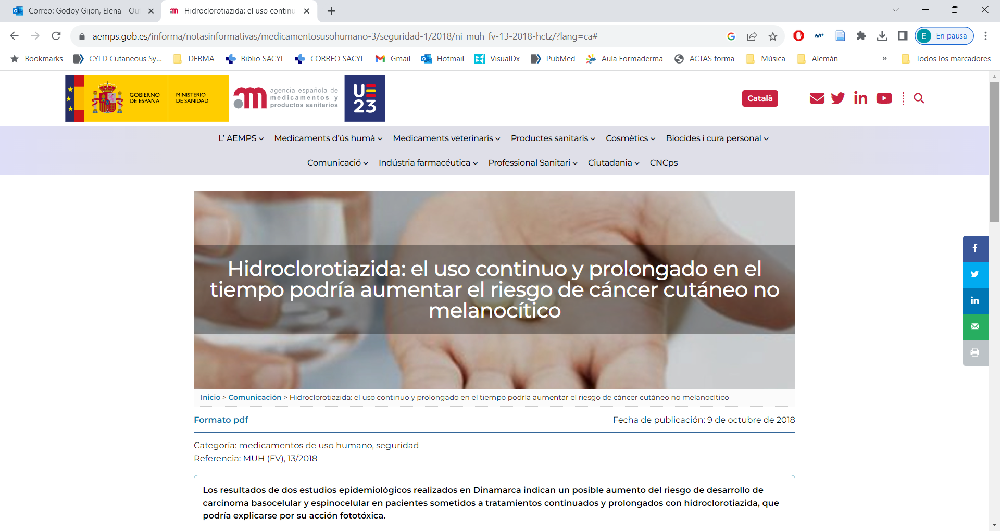 Correo: Godoy Gijon, Elena - Ou
Hidroclorotiazida: el uso continu
aemps.gob.es/informa/notasinformativas/medicamentosusohumano-3/seguridad-1/2018/ni_muh_fv-13-2018-hctz/?lang=ca#
E En pausa
Bookmarks CYLD Cutaneous Sy... DERMA Biblio SACYL CORREO SACYL Gmail Hotmail VisualDx PubMed Aula Formaderma ACTAS forma Música Alemán » Todos los marcadores
GOBIERNO DE ESPAÑA
MINISTERIO DE SANIDAD
agencia española de
medicamentos y
productos sanitarios
UE
23
Català
L' AEMPS Medicaments d'ús humà Medicaments veterinaris Productes sanitaris Cosmètics Biocides i cura personal
Comunicació Indústria farmacéutica Professional Sanitari Ciutadania CNCps
Hidroclorotiazida: el uso continuo y prolongado en el
tiempo podría aumentar el riesgo de cáncer cutáneo no
melanocítico
Inicio > Comunicación > Hidroclorotiazida: el uso continuo y prolongado en el tiempo podría aumentar el riesgo de cáncer cutáneo no melanocítico
Formato pdf Fecha de publicación: 9 de octubre de 2018
Categoría: medicamentos de uso humano, seguridad
Referencia: MUH (FV), 13/2018
Los resultados de dos estudios epidemiológicos realizados en Dinamarca indican un posible aumento del riesgo de desarrollo de
carcinoma basocelular y espinocelular en pacientes sometidos a tratamientos continuados y prolongados con hidroclorotiazida, que
podría explicarse por su acción fototóxica.